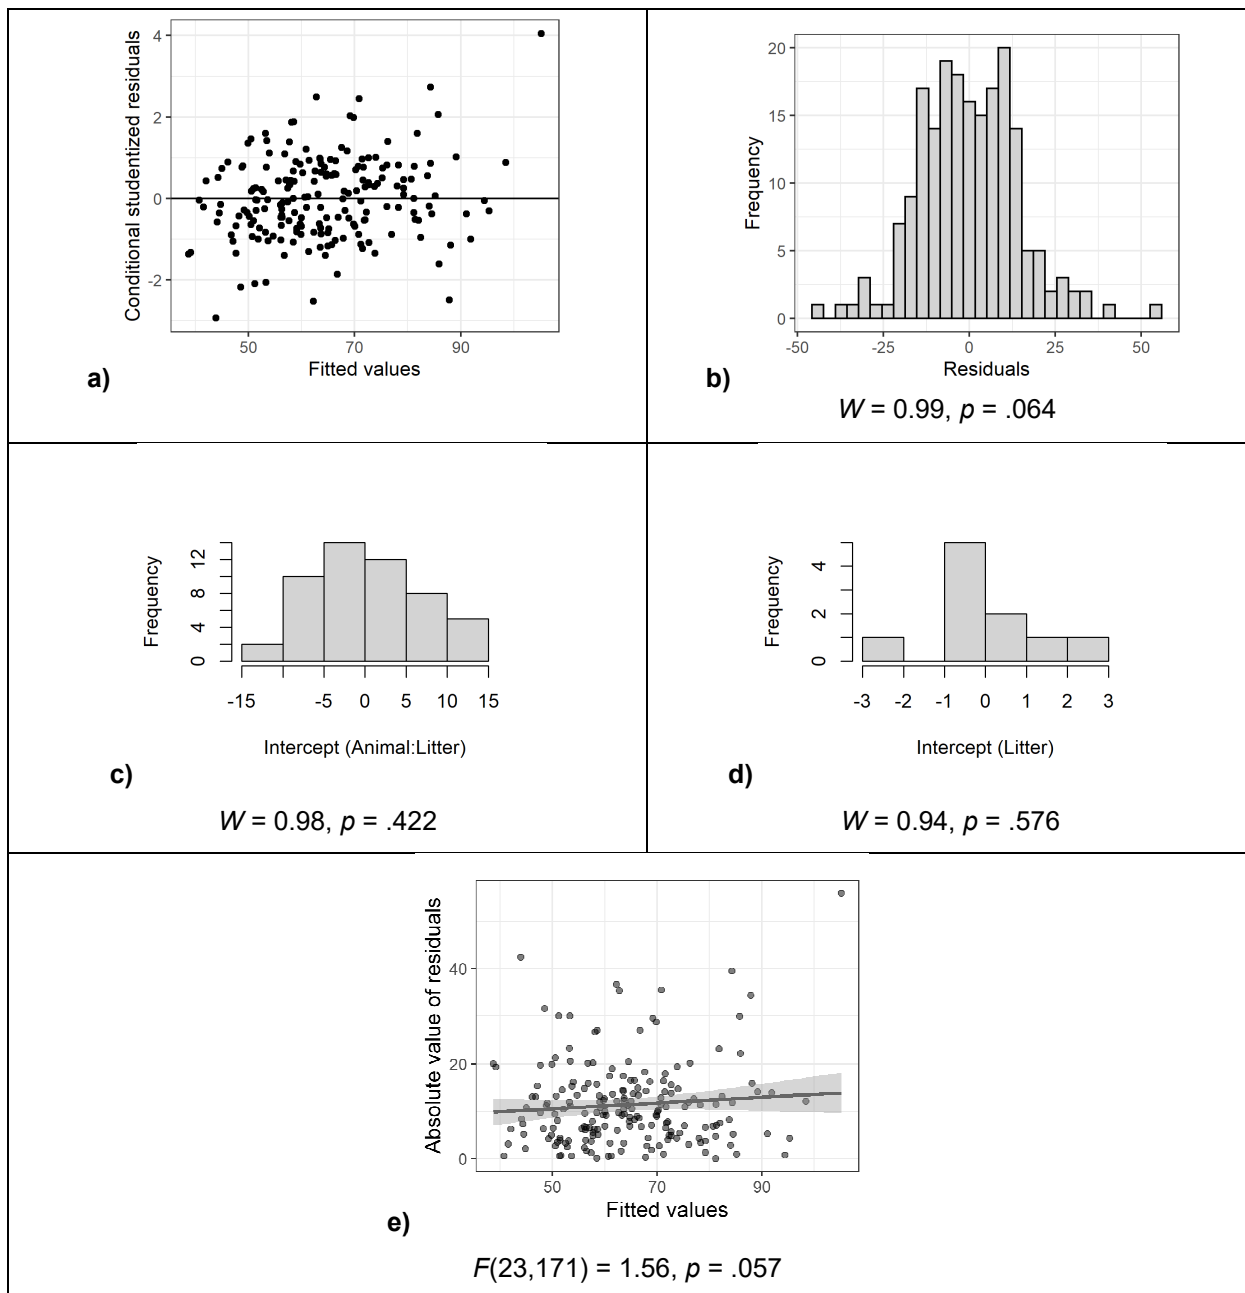 4
2
0
-2
50 70 90
Conditional studentized residuals
Fitted values
a)
20
15
10
5
0
-50 -25 0 25 50
Frequency
Residuals
b)
W = 0.99, p = .064
12
8
4
0
-15 -5 0 5 10 15
Frequency
Intercept (Animal:Litter)
c)
W = 0.98, p = .422
4
2
0
-3 -2 -1 0 1 2 3
Frequency
Intercept (Litter)
d)
W = 0.94, p = .576
40
20
0
50 70 90
Absolute value of residuals
Fitted values
e)
F(23,171) = 1.56, p = .057